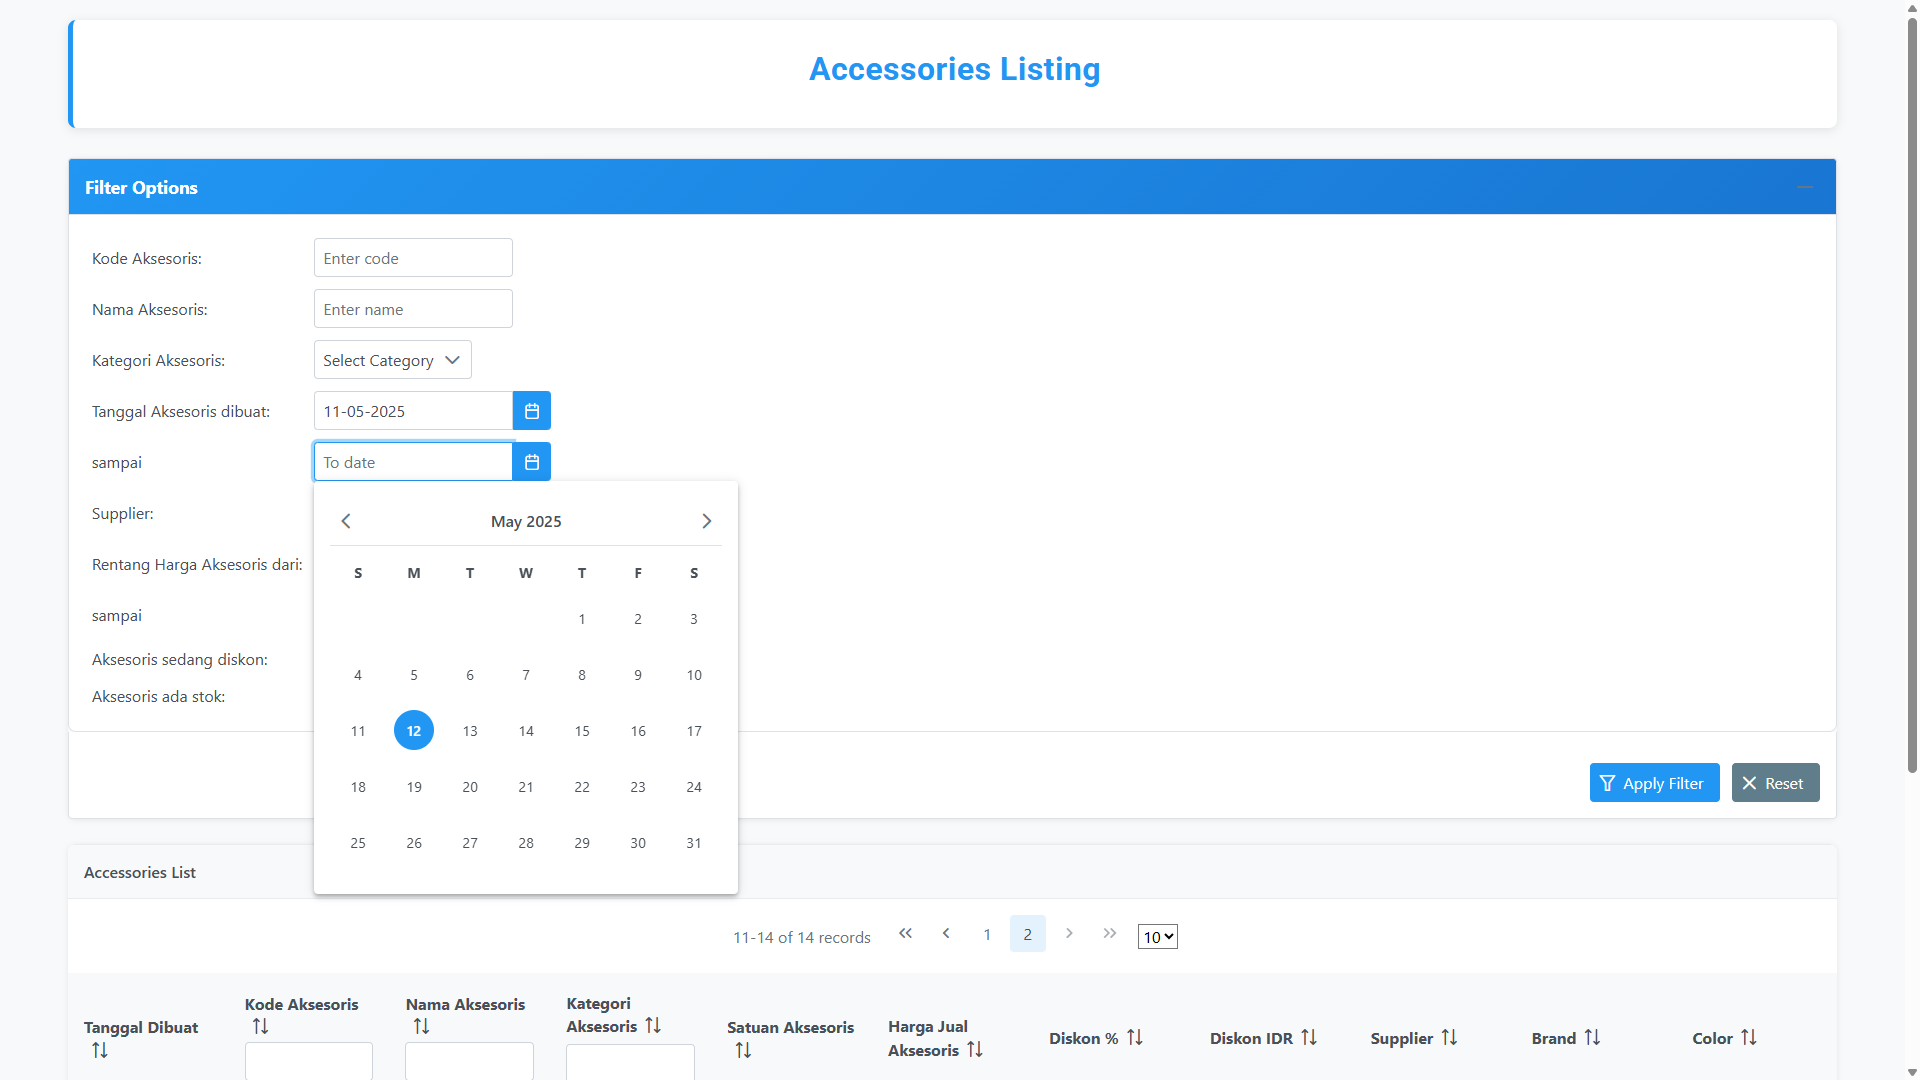 Accessories Listing
Filter Options
Kode Aksesoris:
Enter code
Nama Aksesoris:
Enter name
Kategori Aksesoris:
Select Category
Tanggal Aksesoris dibuat:
11-05-2025
sampai
To date
Supplier:
Rentang Harga Aksesoris dari:
sampai
Aksesoris sedang diskon:
Aksesoris ada stok:
May 2025
S M T W T F S
1 2 3
4 5 6 7 8 9 10
11 12 13 14 15 16 17
18 19 20 21 22 23 24
25 26 27 28 29 30 31
Apply Filter
Reset
Accessories List
11-14 of 14 records
1 2
10
Tanggal Dibuat
Kode Aksesoris
Nama Aksesoris
Kategori
Aksesoris
Satuan Aksesoris
Harga Jual
Aksesoris
Diskon %
Diskon IDR
Supplier
Brand
Color